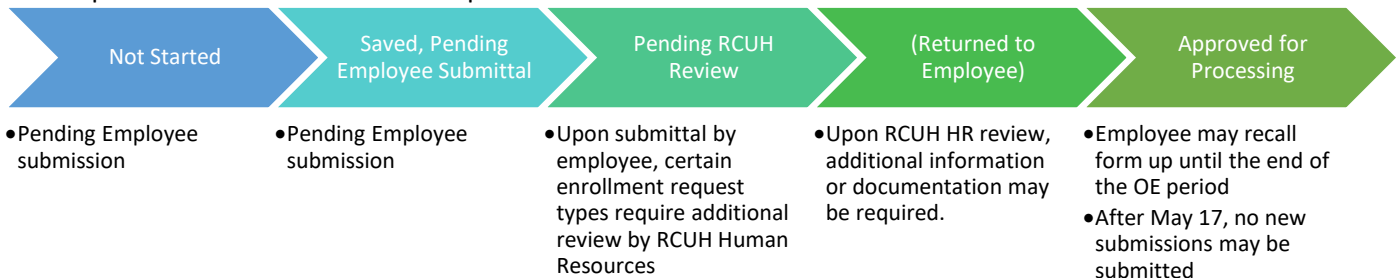 Not Started
Saved, Pending
Employee Submittal
Pending RCUH
Review
(Returned to
Employee)
Approved for
Processing
•Pending Employee
submission
•Pending Employee
submission
•Upon submittal by
employee, certain
enrollment request
types require additional
review by RCUH Human
Resources
•Upon RCUH HR review,
additional information
or documentation may
be required.
•Employee may recall
form up until the end of
the OE period
•After May 17, no new
submissions may be
submitted